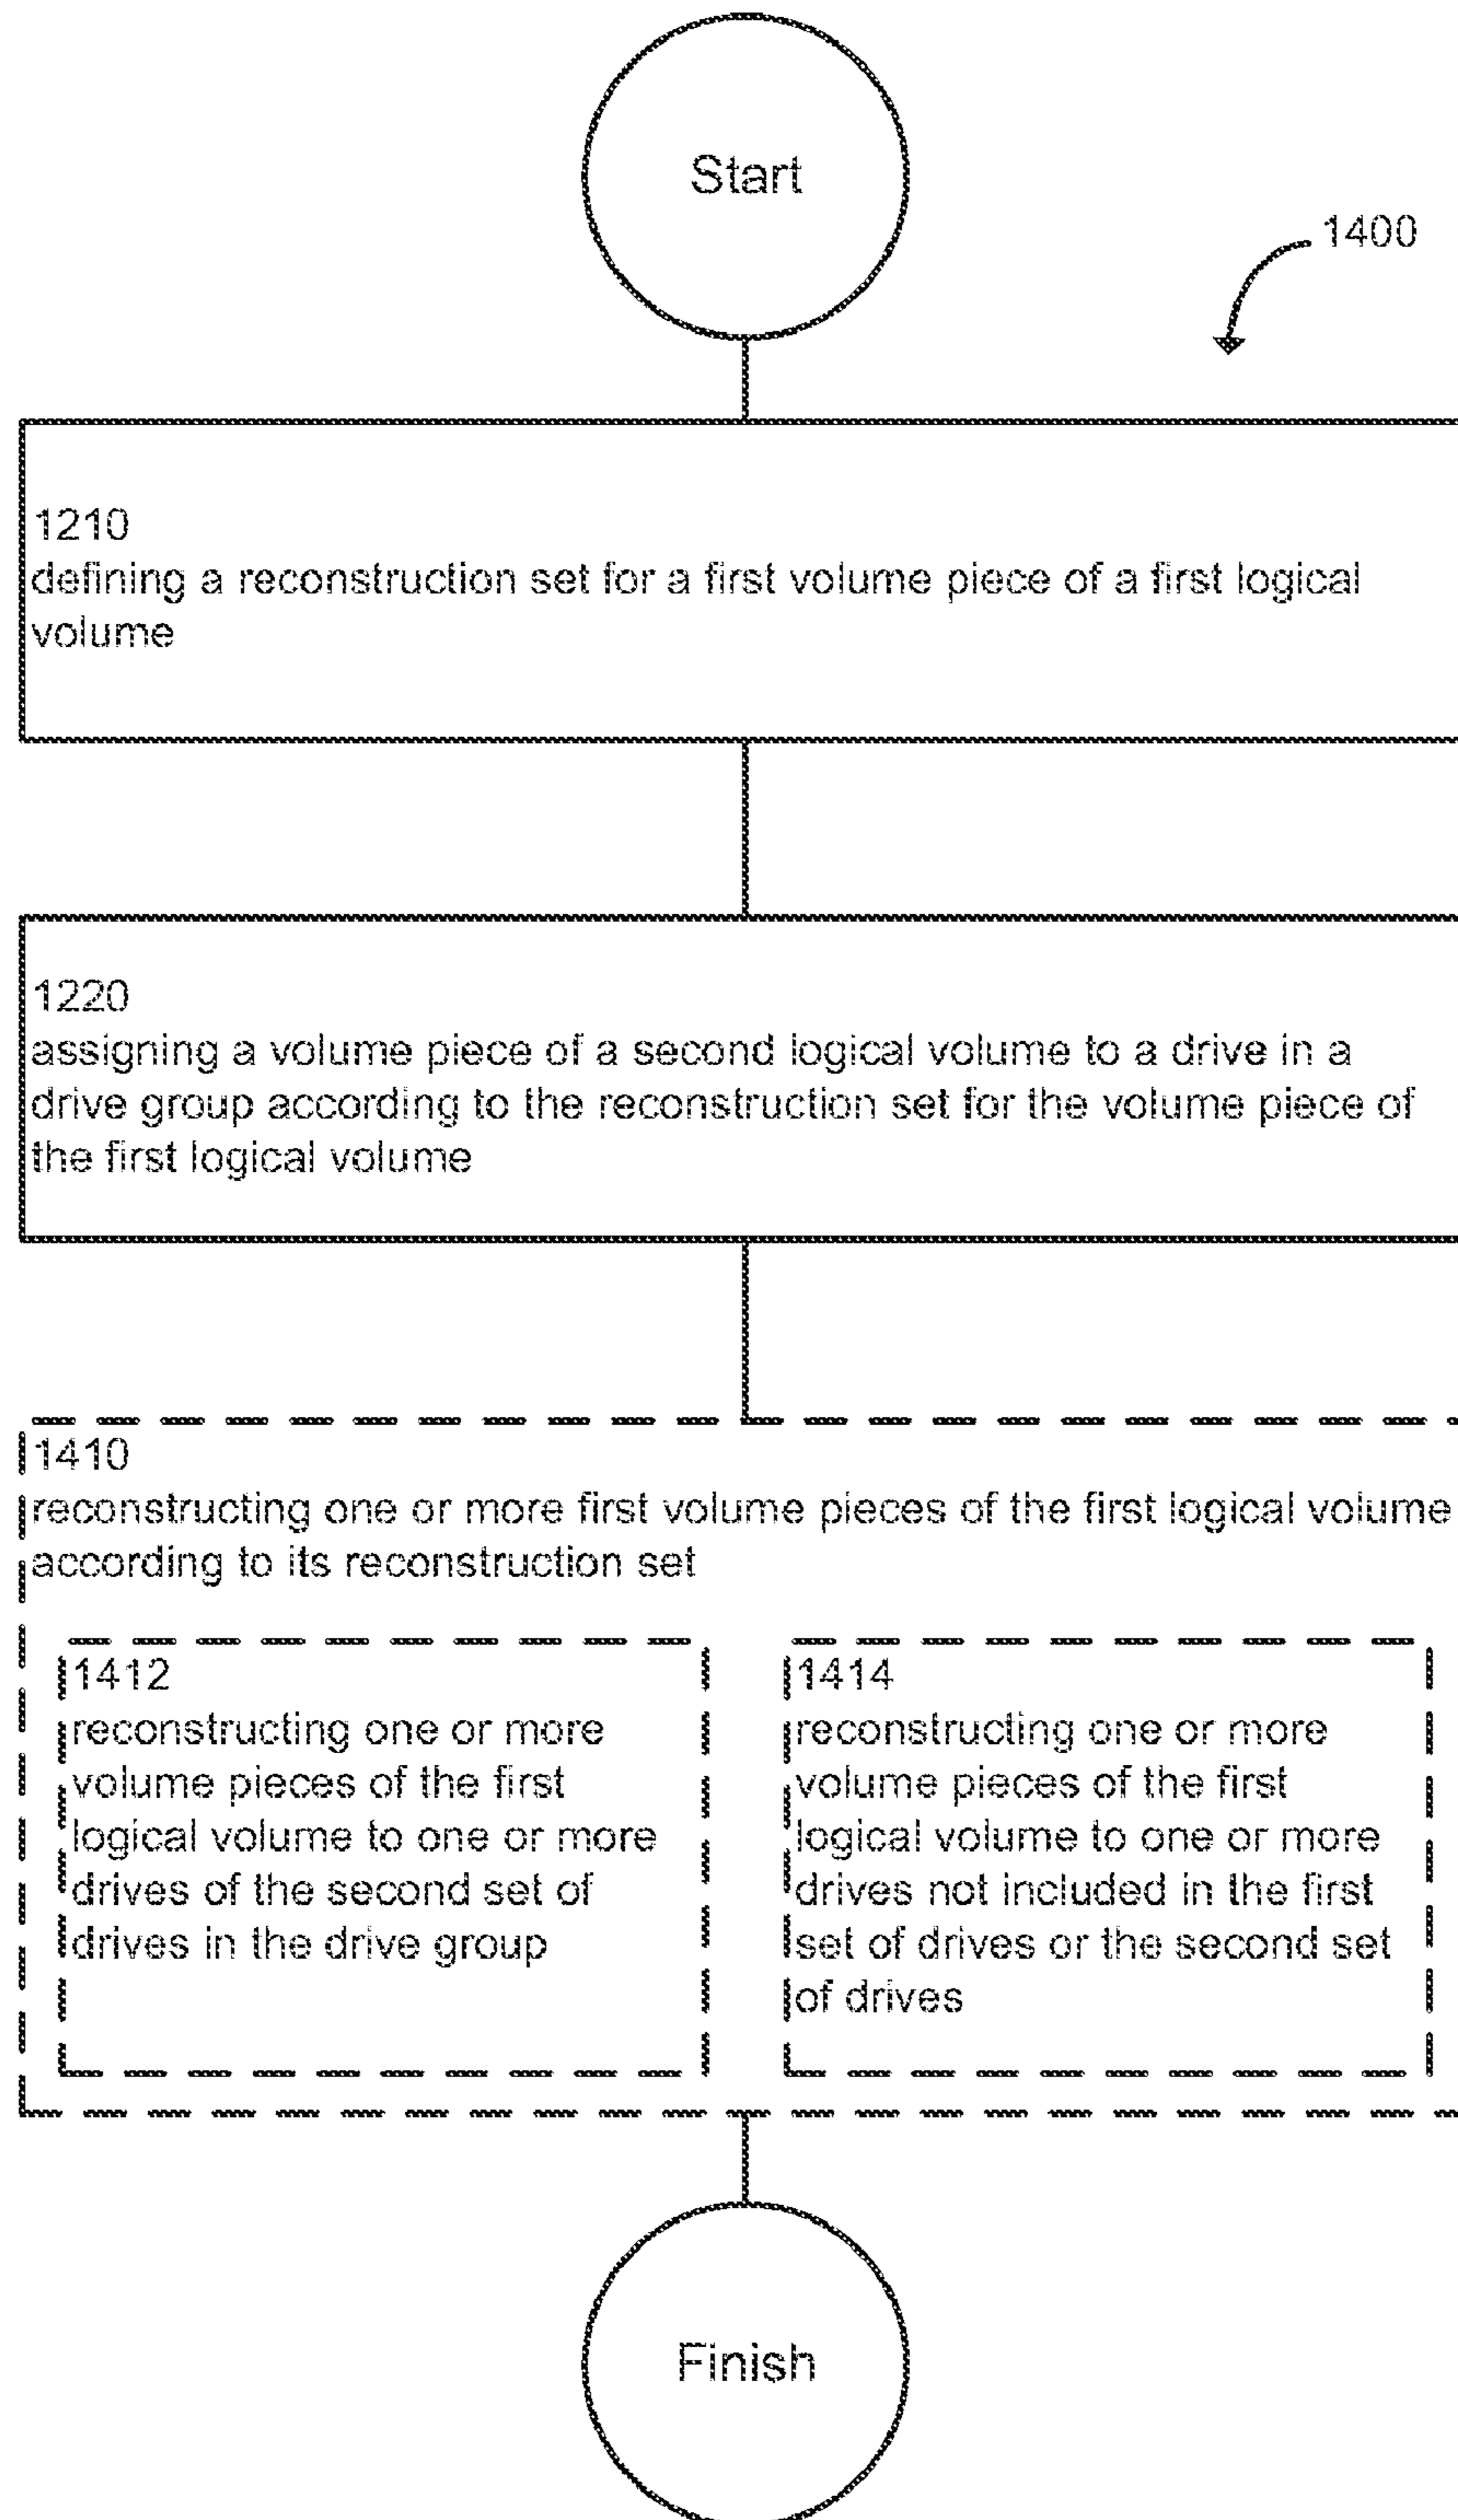 Start
1400
1210
defining a reconstruction set for a first volume piece of a first logical
volume
1220
assigning a volume piece of a second logical volume to a drive in a
drive group according to the reconstruction set for the volume piece of
the first logical volume
1410
reconstructing one or more first volume pieces of the first logical volume
according to its reconstruction set
1412
reconstructing one or more
volume pieces of the first
logical volume to one or more
drives of the second set of
drives in the drive group
1414
reconstructing one or more
volume pieces of the first
logical volume to one or more
drives not included in the first
set of drives or the second set
of drives
Finish